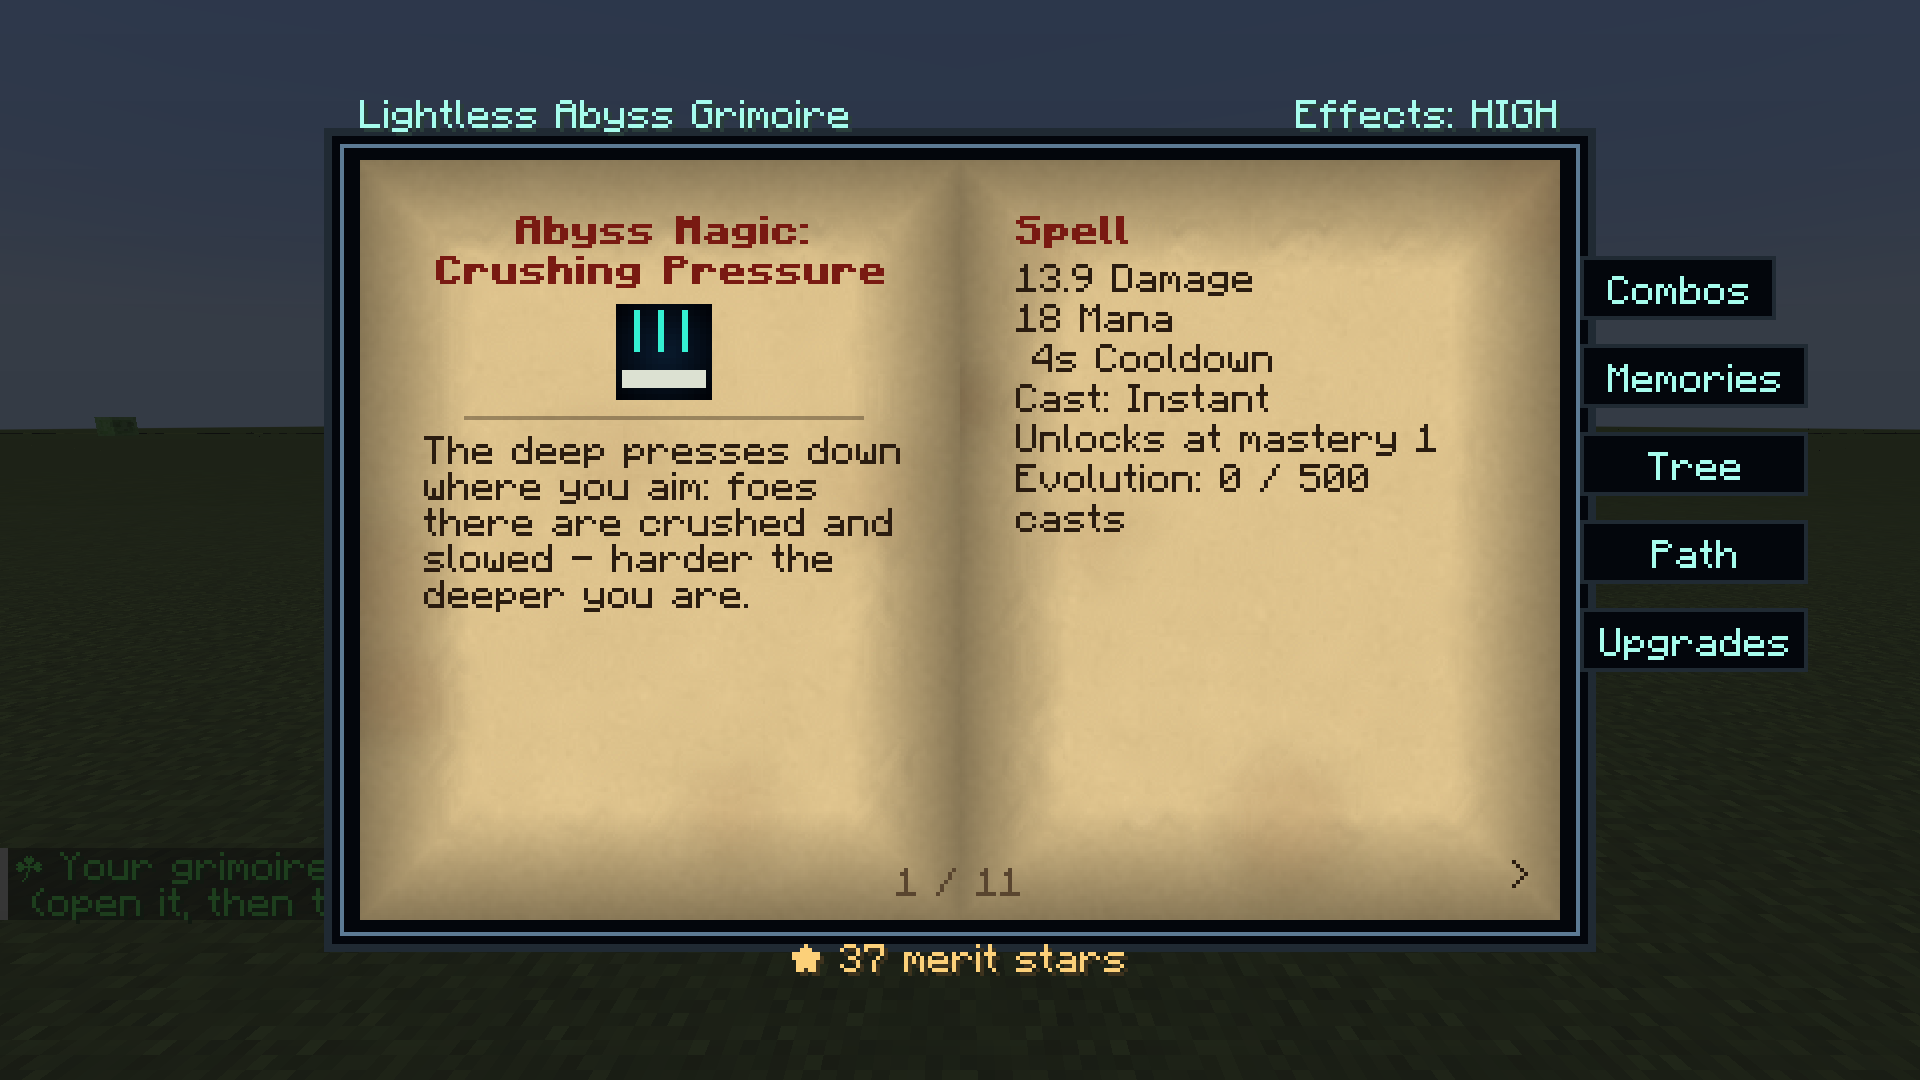 Lightless Abyss Grimoire
Effects: HIGH
Abyss Magic:
Crushing Pressure
The deep presses down
where you aim: foes
there are crushed and
slowed - harder the
deeper you are.
Spell
13.9 Damage
18 Mana
4s Cooldown
Cast: Instant
Unlocks at mastery 1
Evolution: 0 / 500
casts
1 / 11
>
Combos
Memories
Tree
Path
Upgrades
☘ Your grimoire
(open it, then
★ 37 merit stars